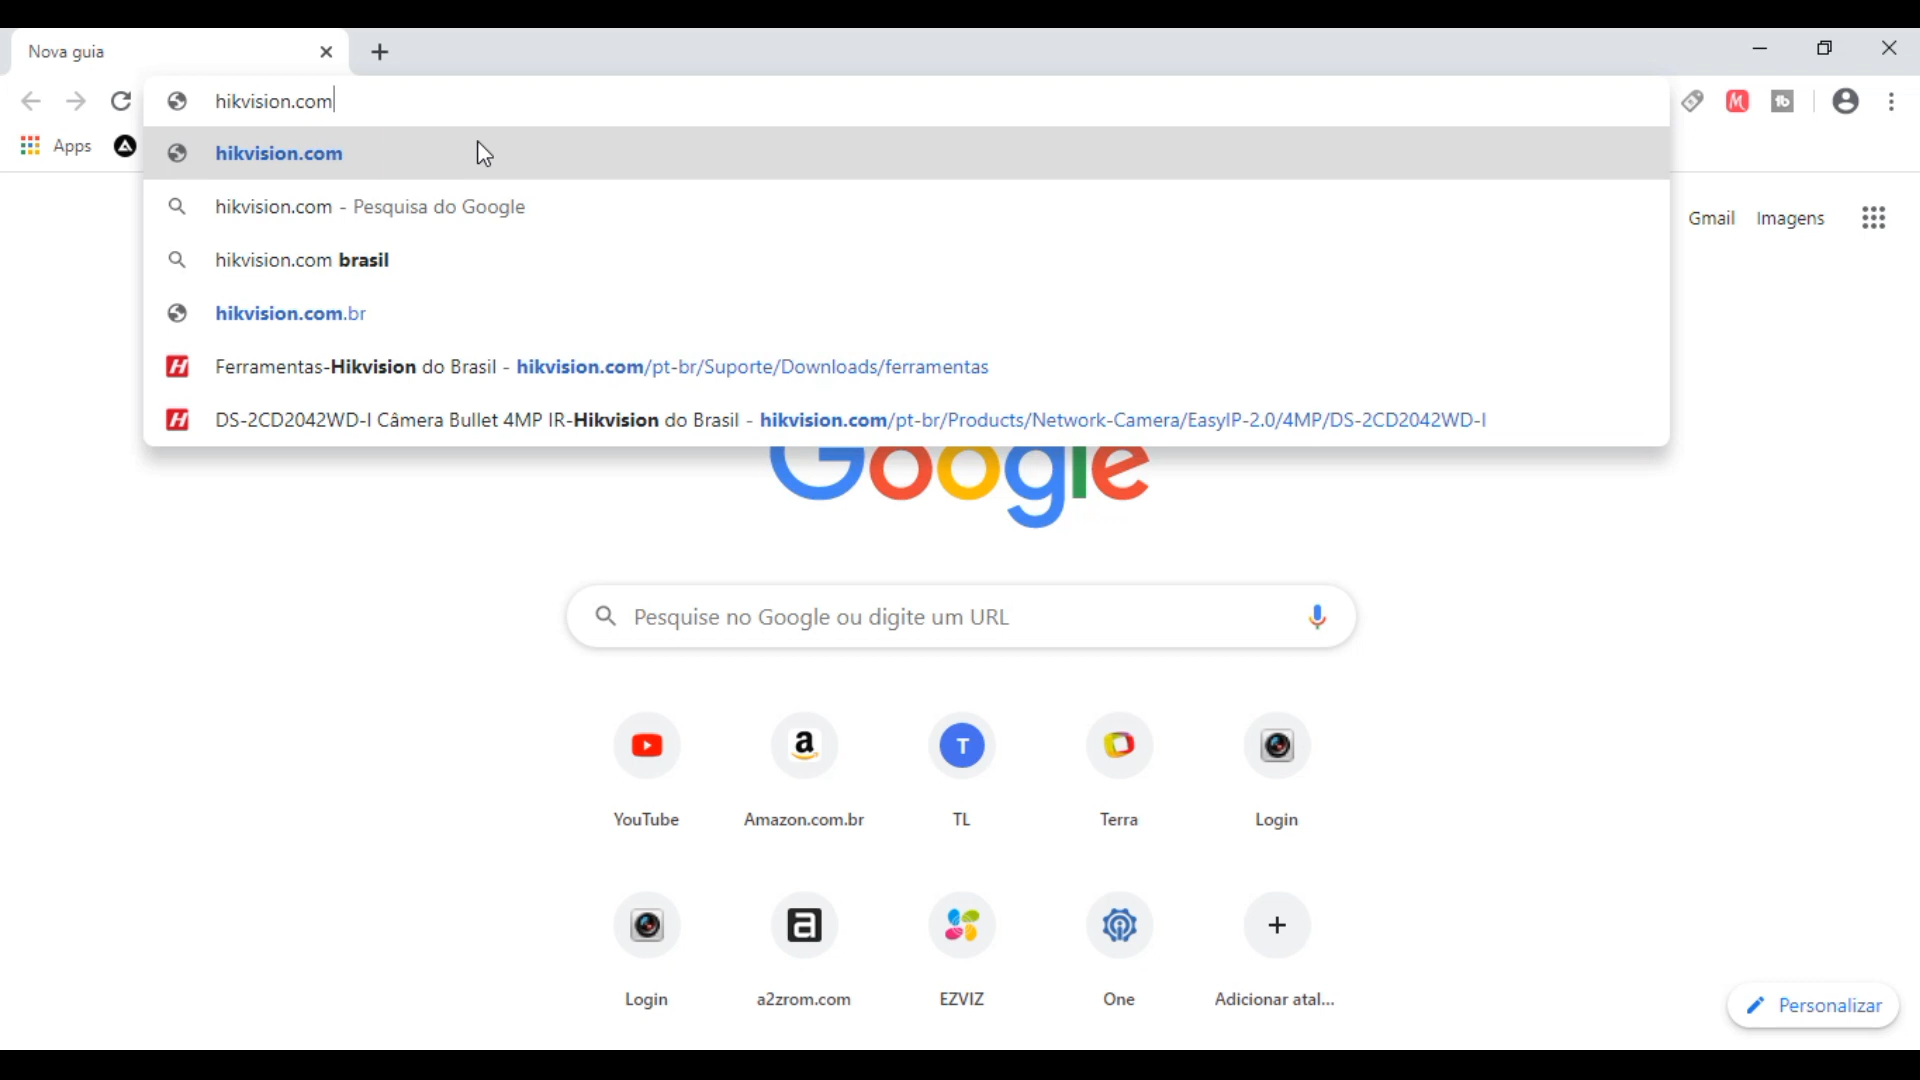 Nova guia
hikvision.com
Apps
hikvision.com
hikvision.com - Pesquisa do Google
hikvision.com brasil
hikvision.com.br
Ferramentas-Hikvision do Brasil - hikvision.com/pt-br/Suporte/Downloads/ferramentas
DS-2CD2042WD-I Câmera Bullet 4MP IR-Hikvision do Brasil - hikvision.com/pt-br/Products/Network-Camera/EasyIP-2.0/4MP/DS-2CD2042WD-I
Gmail Imagens
Google
Pesquise no Google ou digite um URL
T
YouTube Amazon.com.br TL Terra Login
Login a2zrom.com EZVIZ One Adicionar atal...
Personalizar